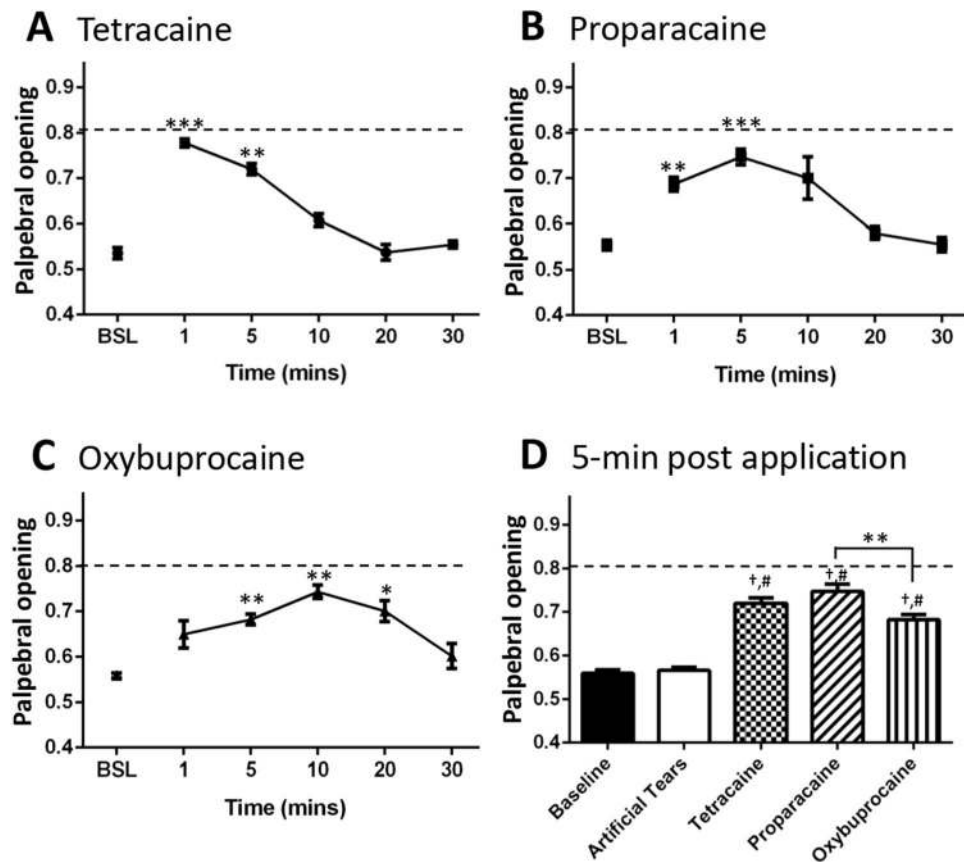 A Tetracaine
Palpebral opening
0.9
0.8
0.7
0.6
0.5
0.4
***
**
BSL 1 5 10 20 30
Time (mins)
B Proparacaine
Palpebral opening
0.9
0.8
0.7
0.6
0.5
0.4
**
***
BSL 1 5 10 20 30
Time (mins)
C Oxybuprocaine
Palpebral opening
0.9
0.8
0.7
0.6
0.5
0.4
**
**
*
BSL 1 5 10 20 30
Time (mins)
D 5-min post application
Palpebral opening
0.9
0.8
0.7
0.6
0.5
0.4
**
†,#
†,#
†,#
Baseline
Artificial Tears
Tetracaine
Proparacaine
Oxybuprocaine